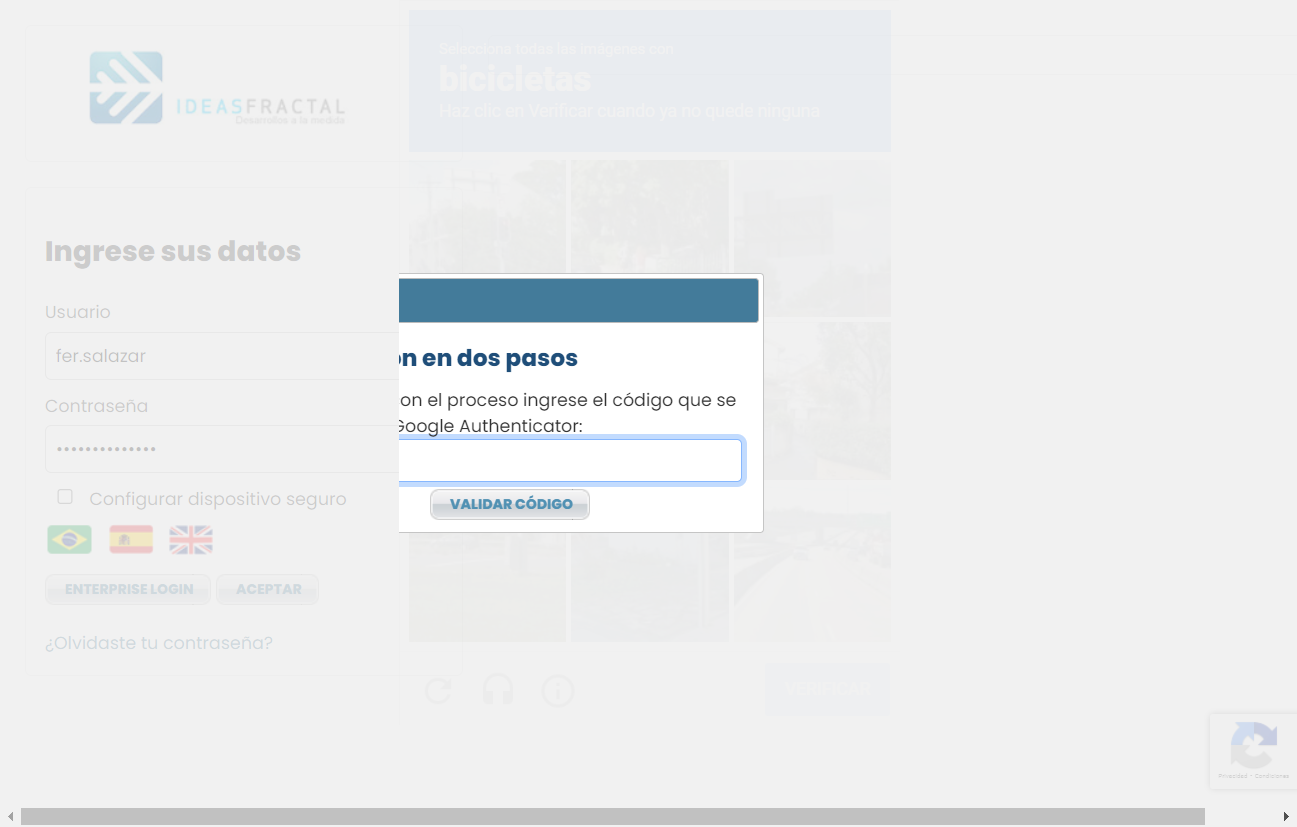 Selecciona todas las imágenes con
bicicletas
Haz clic en Verificar cuando ya no quede ninguna
IDEASFRACTAL
Desarrollos a la medida
Ingrese sus datos
Usuario
fer.salazar
Contraseña
••••••••••••••
Configurar dispositivo seguro
ENTERPRISE LOGIN
ACEPTAR
¿Olvidaste tu contraseña?
ón en dos pasos
on el proceso ingrese el código que se
Google Authenticator:
VALIDAR CÓDIGO
VERIFICAR
Privacidad - Condiciones